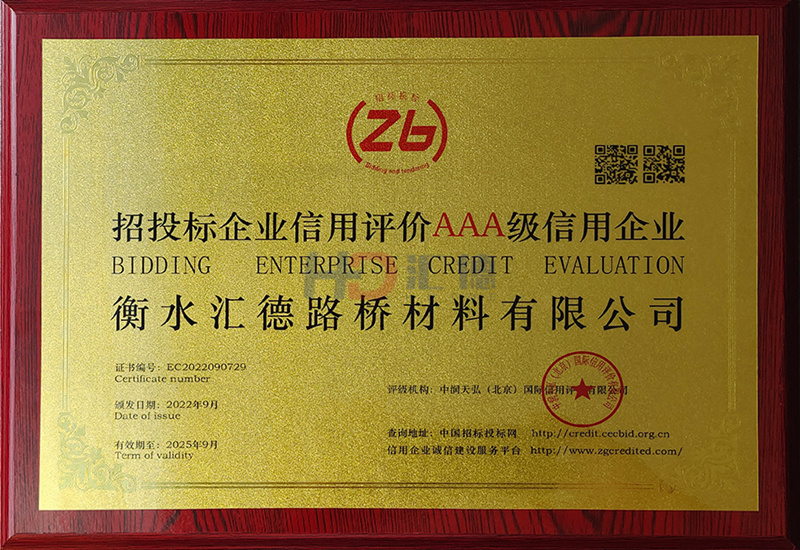 招标投标
Zb
Bidding and tendering
招投标企业信用评价AAA级信用企业
BIDDING ENTERPRISE CREDIT EVALUATION
HD 汇德
衡水汇德路桥材料有限公司
证书编号：EC2022090729
Certificate number
颁发日期：2022年9月
Date of issue
有效期至：2025年9月
Term of validity
评级机构：中润天弘（北京）国际信用评价有限公司
查询地址：中国招标投标网 http://credit.cecbid.org.cn
信用企业诚信建设服务平台 http://www.zgcredited.com/